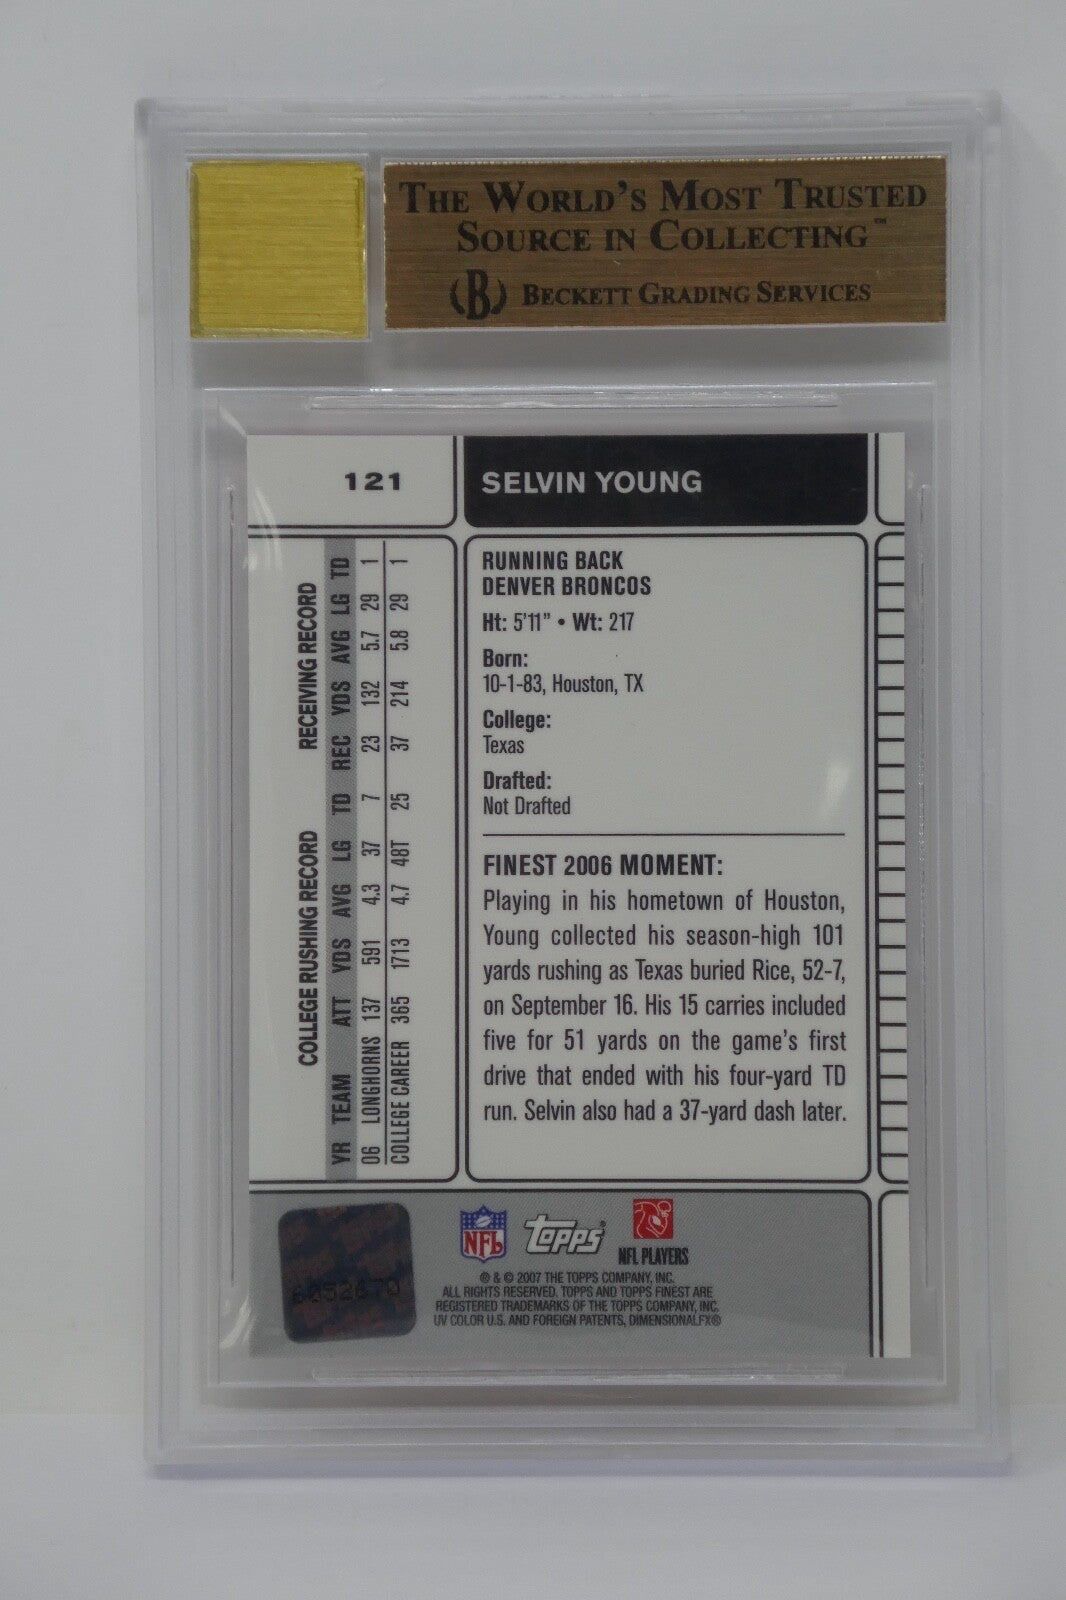 THE WORLD'S MOST TRUSTED
SOURCE IN COLLECTING™
(B) BECKETT GRADING SERVICES
121
SELVIN YOUNG
RUNNING BACK
DENVER BRONCOS
Ht: 5'11" • Wt: 217
Born:
10-1-83, Houston, TX
College:
Texas
Drafted:
Not Drafted
FINEST 2006 MOMENT:
Playing in his hometown of Houston,
Young collected his season-high 101
yards rushing as Texas buried Rice, 52-7,
on September 16. His 15 carries included
five for 51 yards on the game's first
drive that ended with his four-yard TD
run. Selvin also had a 37-yard dash later.
COLLEGE RUSHING RECORD RECEIVING RECORD
YR TEAM ATT YDS AVG LG TD REC YDS AVG LG TD
06 LONGHORNS 137 591 4.3 37 7 23 132 5.7 29 1
COLLEGE CAREER 365 1713 4.7 48T 25 37 214 5.8 29 1
NFL
topps®
NFL PLAYERS
® & © 2007 THE TOPPS COMPANY, INC.
ALL RIGHTS RESERVED. TOPPS AND TOPPS FINEST ARE
REGISTERED TRADEMARKS OF THE TOPPS COMPANY, INC.
UV COLOR U.S. AND FOREIGN PATENTS, DIMENSIONALFX®